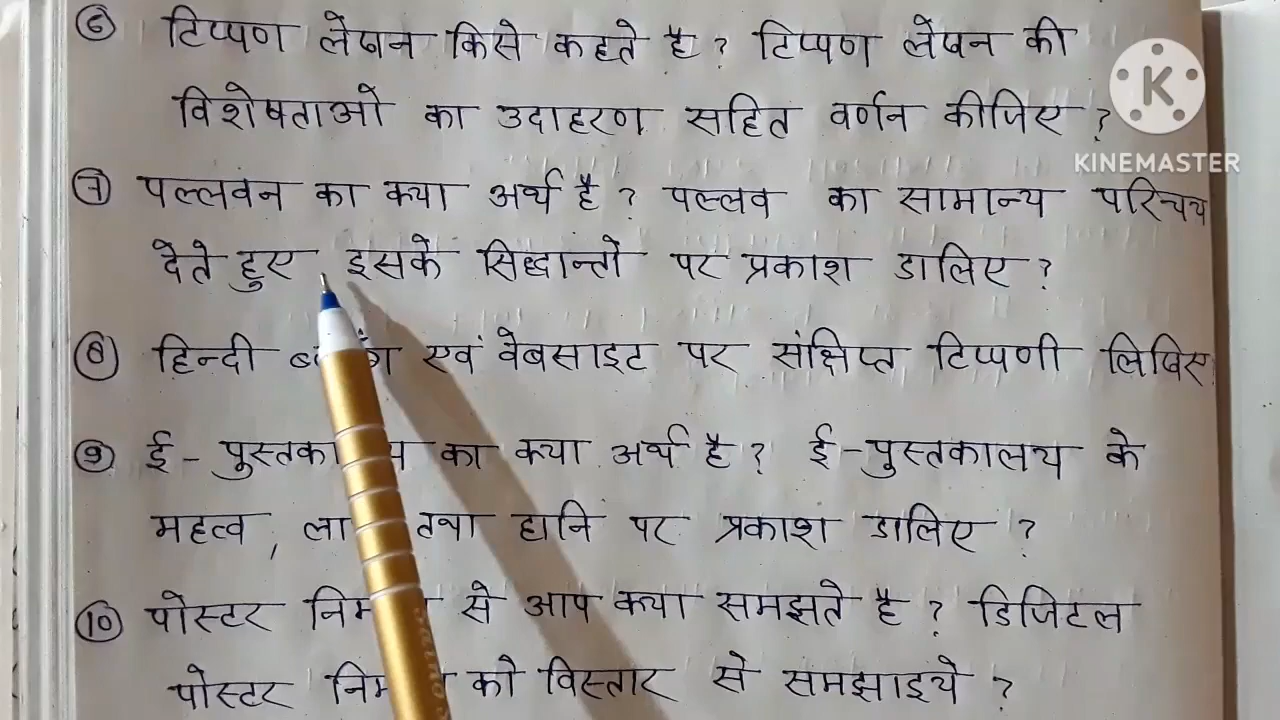 ⑥ टिप्पण लेखन किसे कहते है ? टिप्पण लेखन की
विशेषताओ का उदाहरण सहित वर्णन कीजिए ?
K
KINEMASTER
⑦ पल्लवन का क्या अर्थ है ? पल्लव का सामान्य परिचय
देते हुए इसके सिद्धान्तो पर प्रकाश डालिए ?
⑧ हिन्दी एवं वेबसाइट पर संक्षिप्त टिप्पणी लिखिए
⑨ ई - पुस्तकालय का क्या अर्थ है ? ई-पुस्तकालय के
महत्व, तथा हानि पर प्रकाश डालिए ?
⑩ पोस्टर से आप क्या समझते है ? डिजिटल
पोस्टर को विस्तार से समझाइये ?